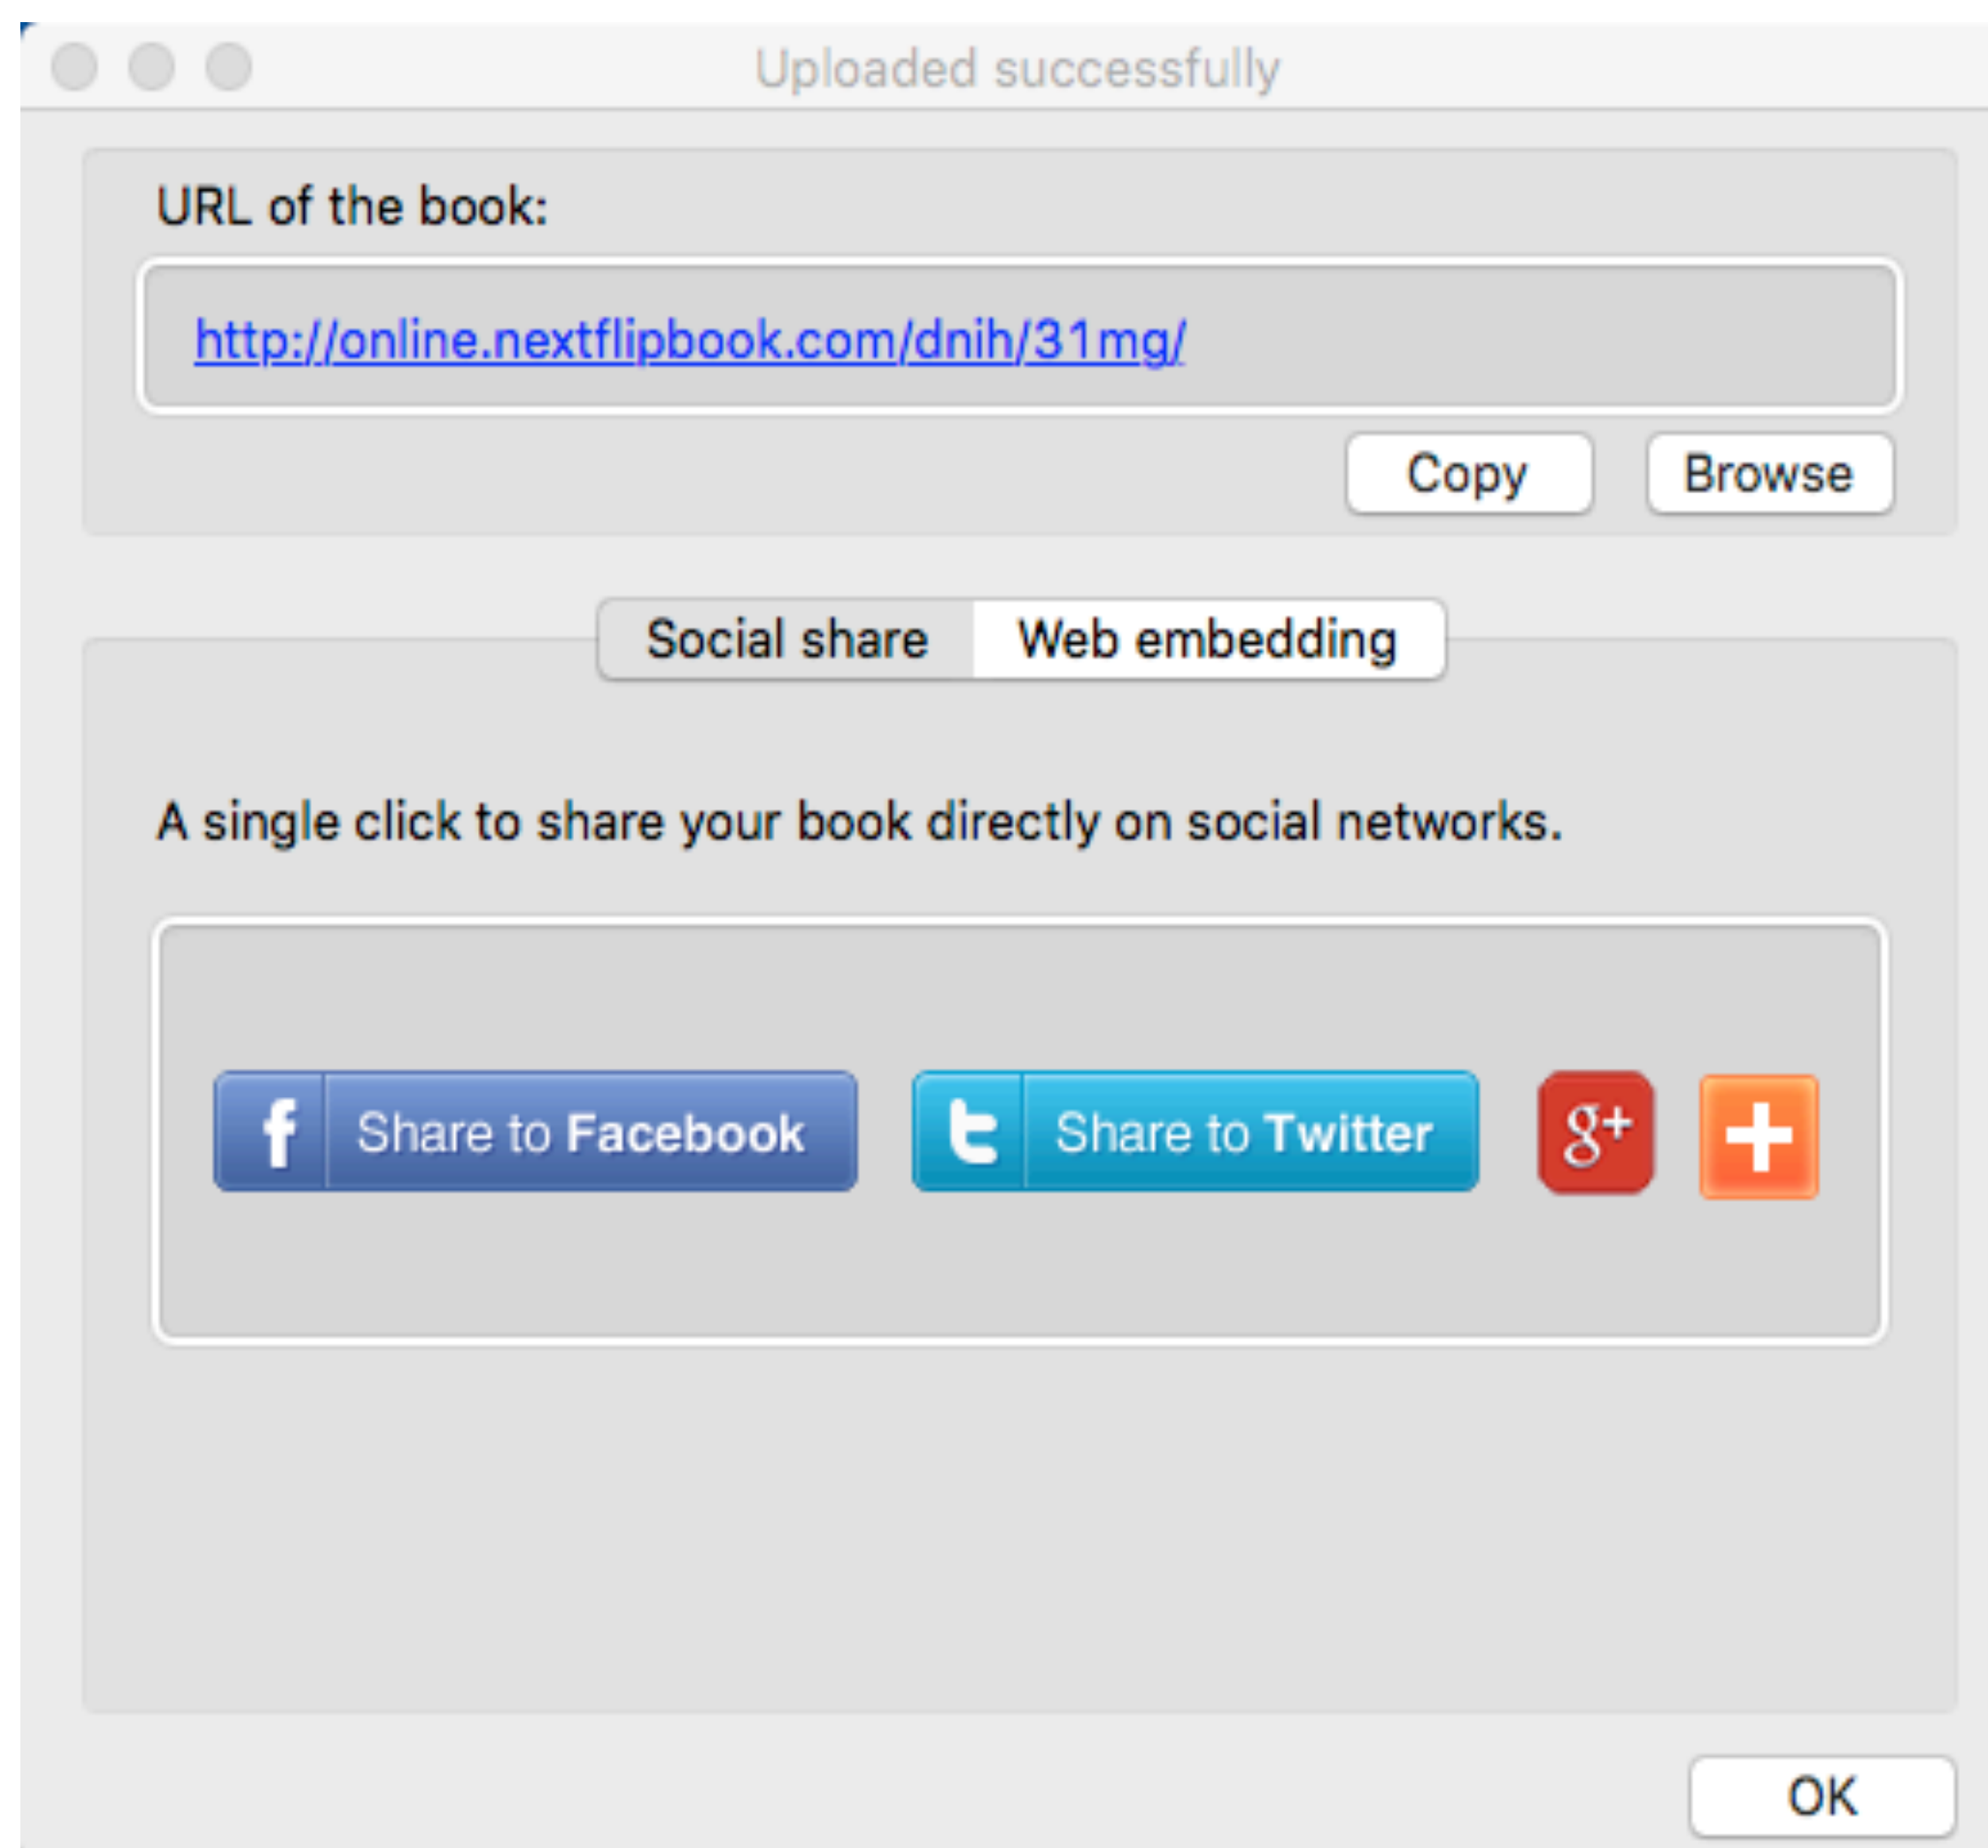 Uploaded successfully
URL of the book:
http://online.nextflipbook.com/dnih/31mg/
Copy Browse
Social share Web embedding
A single click to share your book directly on social networks.
f Share to Facebook t Share to Twitter g+ +
OK